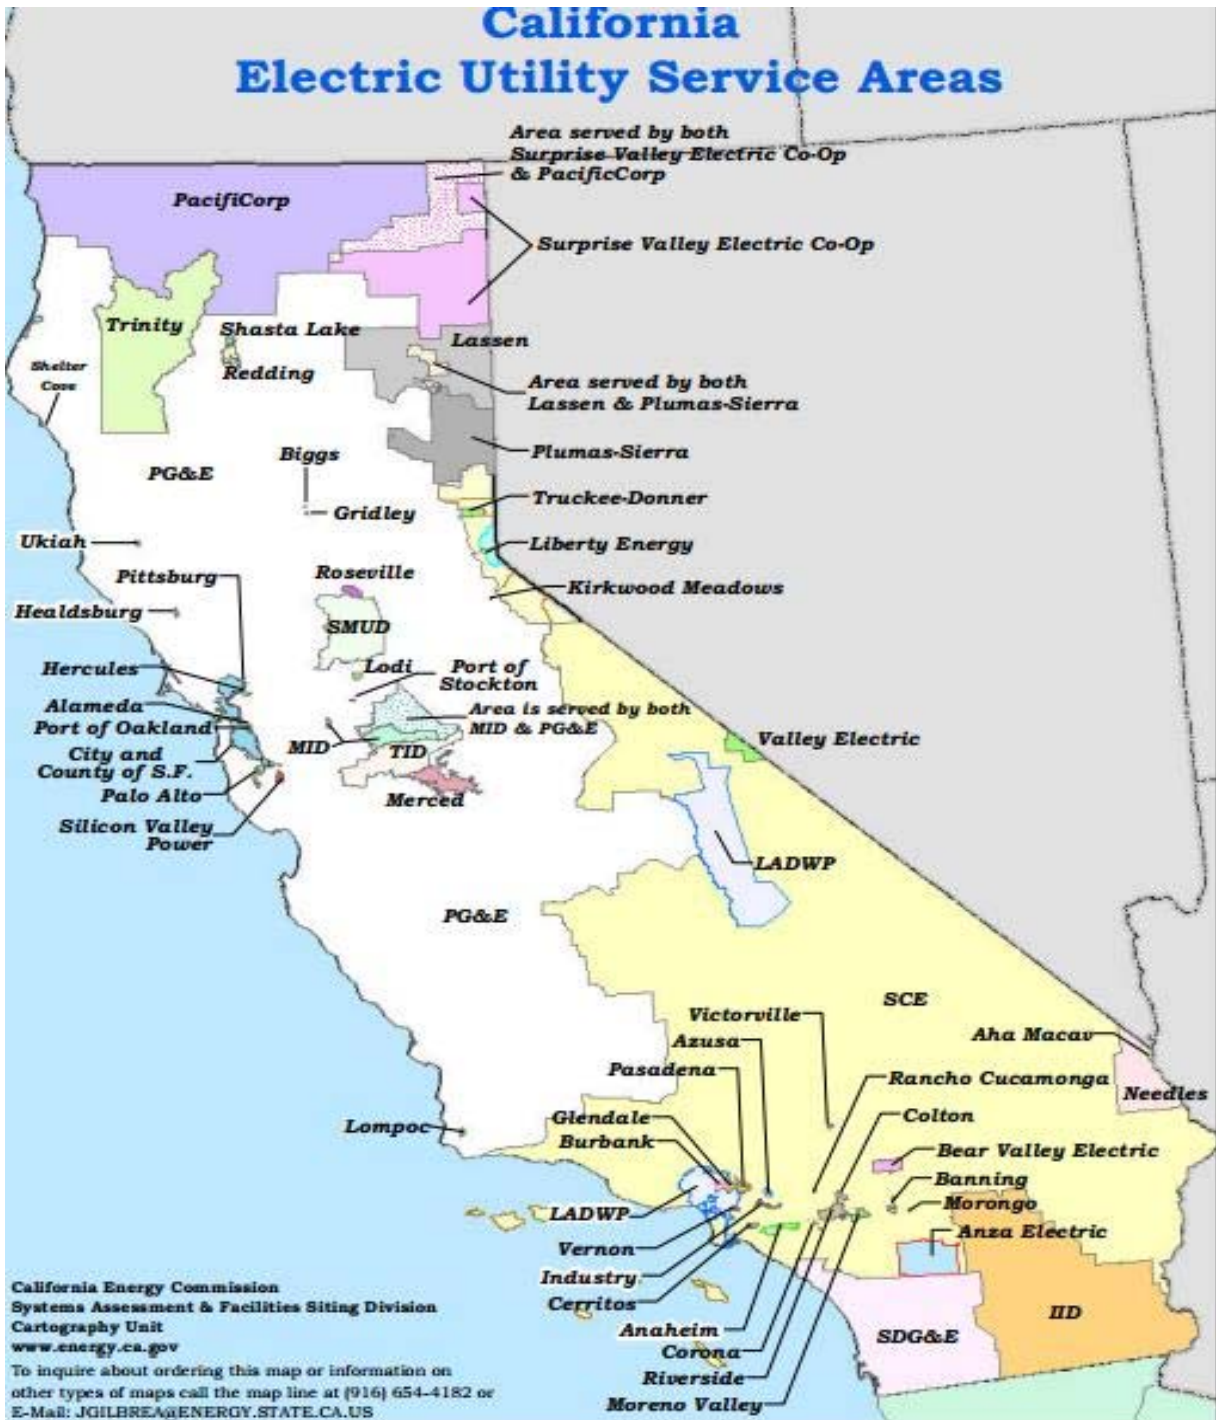 California
Electric Utility Service Areas
Area served by both
Surprise Valley Electric Co-Op
& PacificCorp
PacifiCorp
Surprise Valley Electric Co-Op
Trinity
Shasta Lake
Lassen
Shelter
Cove
Redding
Area served by both
Lassen & Plumas-Sierra
Biggs
Plumas-Sierra
PG&E
Truckee-Donner
Gridley
Ukiah
Liberty Energy
Pittsburg
Roseville
Kirkwood Meadows
Healdsburg
SMUD
Hercules
Lodi
Port of
Stockton
Alameda
Area is served by both
MID & PG&E
Port of Oakland
MID
TID
Valley Electric
City and
County of S.F.
Palo Alto
Merced
Silicon Valley
Power
LADWP
PG&E
SCE
Victorville
Azusa
Aha Macav
Pasadena
Rancho Cucamonga
Needles
Glendale
Colton
Lompoc
Burbank
Bear Valley Electric
Banning
Morongo
LADWP
Anza Electric
Vernon
Industry
Cerritos
IID
Anaheim
SDG&E
Corona
Riverside
Moreno Valley
California Energy Commission
Systems Assessment & Facilities Siting Division
Cartography Unit
www.energy.ca.gov
To inquire about ordering this map or information on
other types of maps call the map line at (916) 654-4182 or
E-Mail: JGILBREA@ENERGY.STATE.CA.US